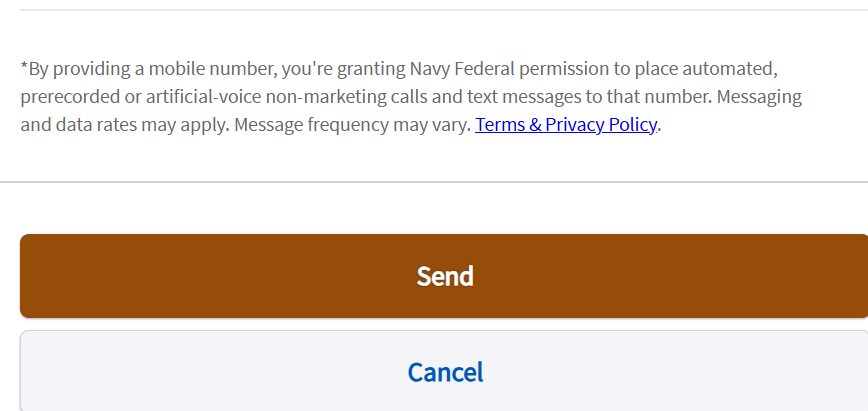 *By providing a mobile number, you're granting Navy Federal permission to place automated,
prerecorded or artificial-voice non-marketing calls and text messages to that number. Messaging
and data rates may apply. Message frequency may vary. Terms & Privacy Policy.
Send
Cancel